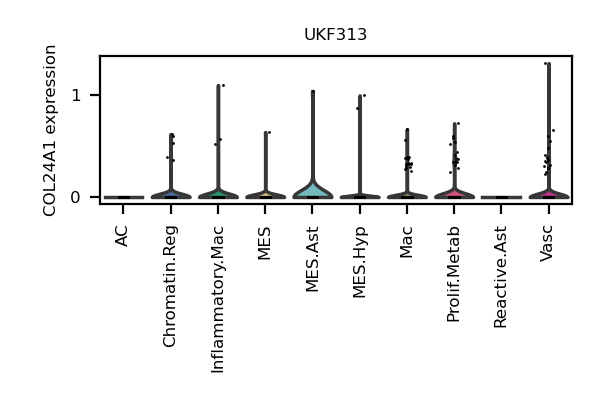 UKF313
COL24A1 expression
1
0
AC
Chromatin.Reg
Inflammatory.Mac
MES
MES.Ast
MES.Hyp
Mac
Prolif.Metab
Reactive.Ast
Vasc